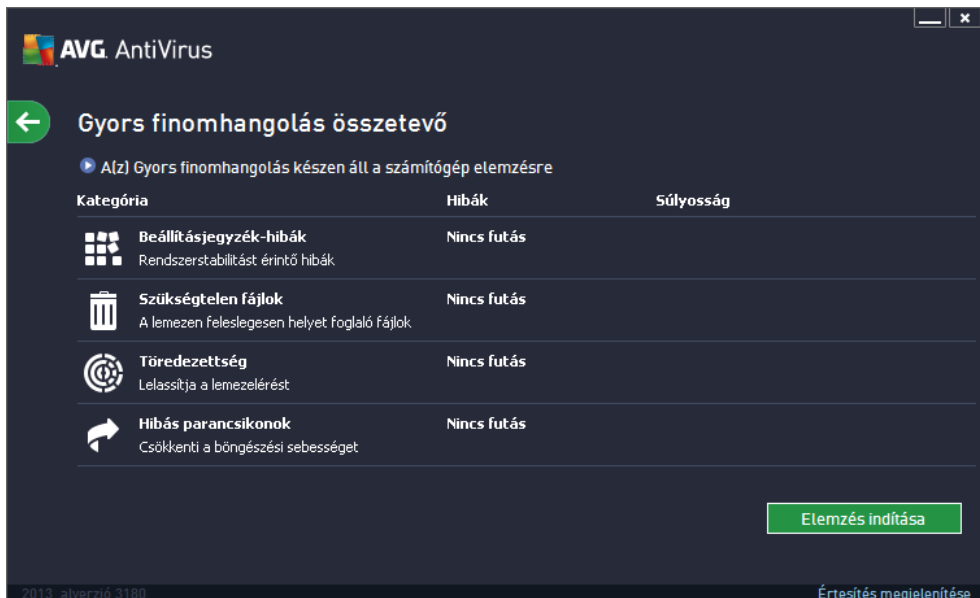 AVG. AntiVirus
Gyors finomhangolás összetevő
A(z) Gyors finomhangolás készen áll a számítógép elemzésre
Kategória Hibák Súlyosság
Beállításjegyzék-hibák Nincs futás
Rendszerstabilitást érintő hibák
Szükségtelen fájlok Nincs futás
A lemezen feleslegesen helyet foglaló fájlok
Töredezettség Nincs futás
Lelassítja a lemezelérést
Hibás parancsikonok Nincs futás
Csökkenti a böngészési sebességet
Elemzés indítása
2013 alverzió 3180 Értesítés megjelenítése